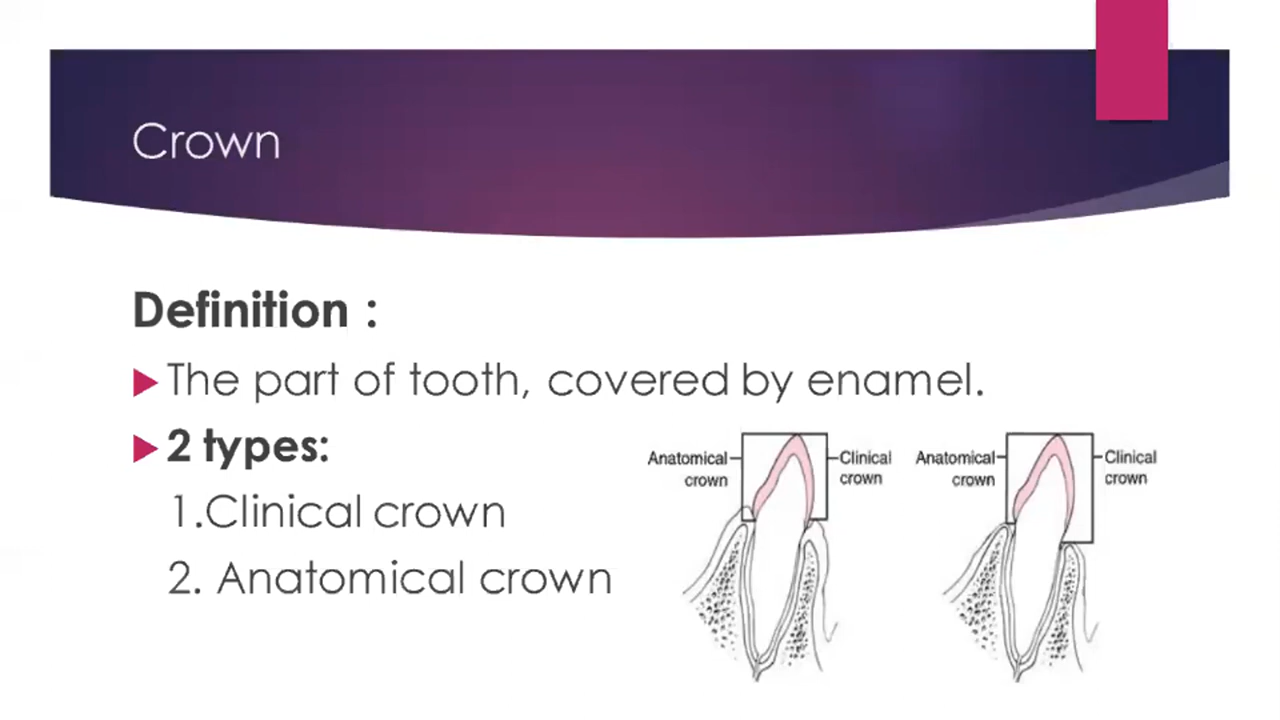 Crown
Definition :
The part of tooth, covered by enamel.
2 types:
1.Clinical crown
2. Anatomical crown
Anatomical
crown
Clinical
crown
Anatomical
crown
Clinical
crown